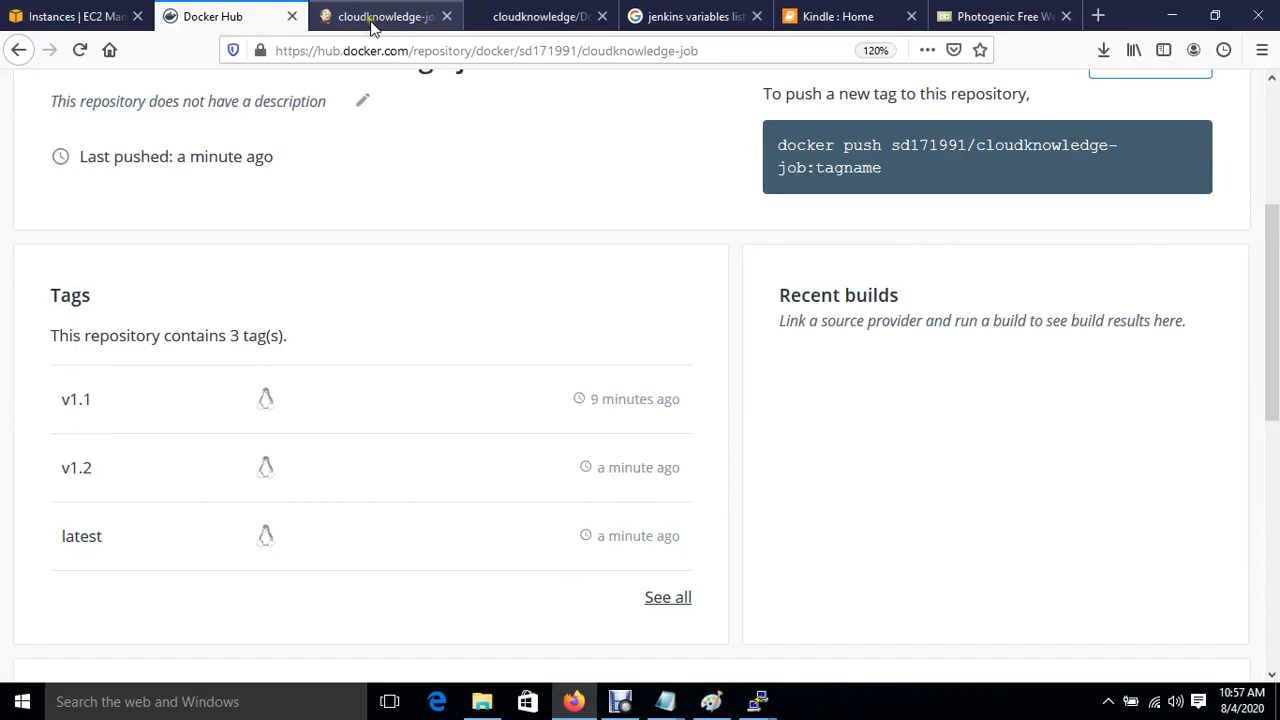 Instances | EC2 Man
Docker Hub
cloudknowledge-jo
cloudknowledge/Do
jenkins variables list
Kindle : Home
Photogenic Free We
https://hub.docker.com/repository/docker/sd171991/cloudknowledge-job
120%
This repository does not have a description
To push a new tag to this repository,
Last pushed: a minute ago
docker push sd171991/cloudknowledge-
job:tagname
Tags
Recent builds
This repository contains 3 tag(s).
Link a source provider and run a build to see build results here.
v1.1
9 minutes ago
v1.2
a minute ago
latest
a minute ago
See all
Search the web and Windows
10:57 AM
8/4/2020